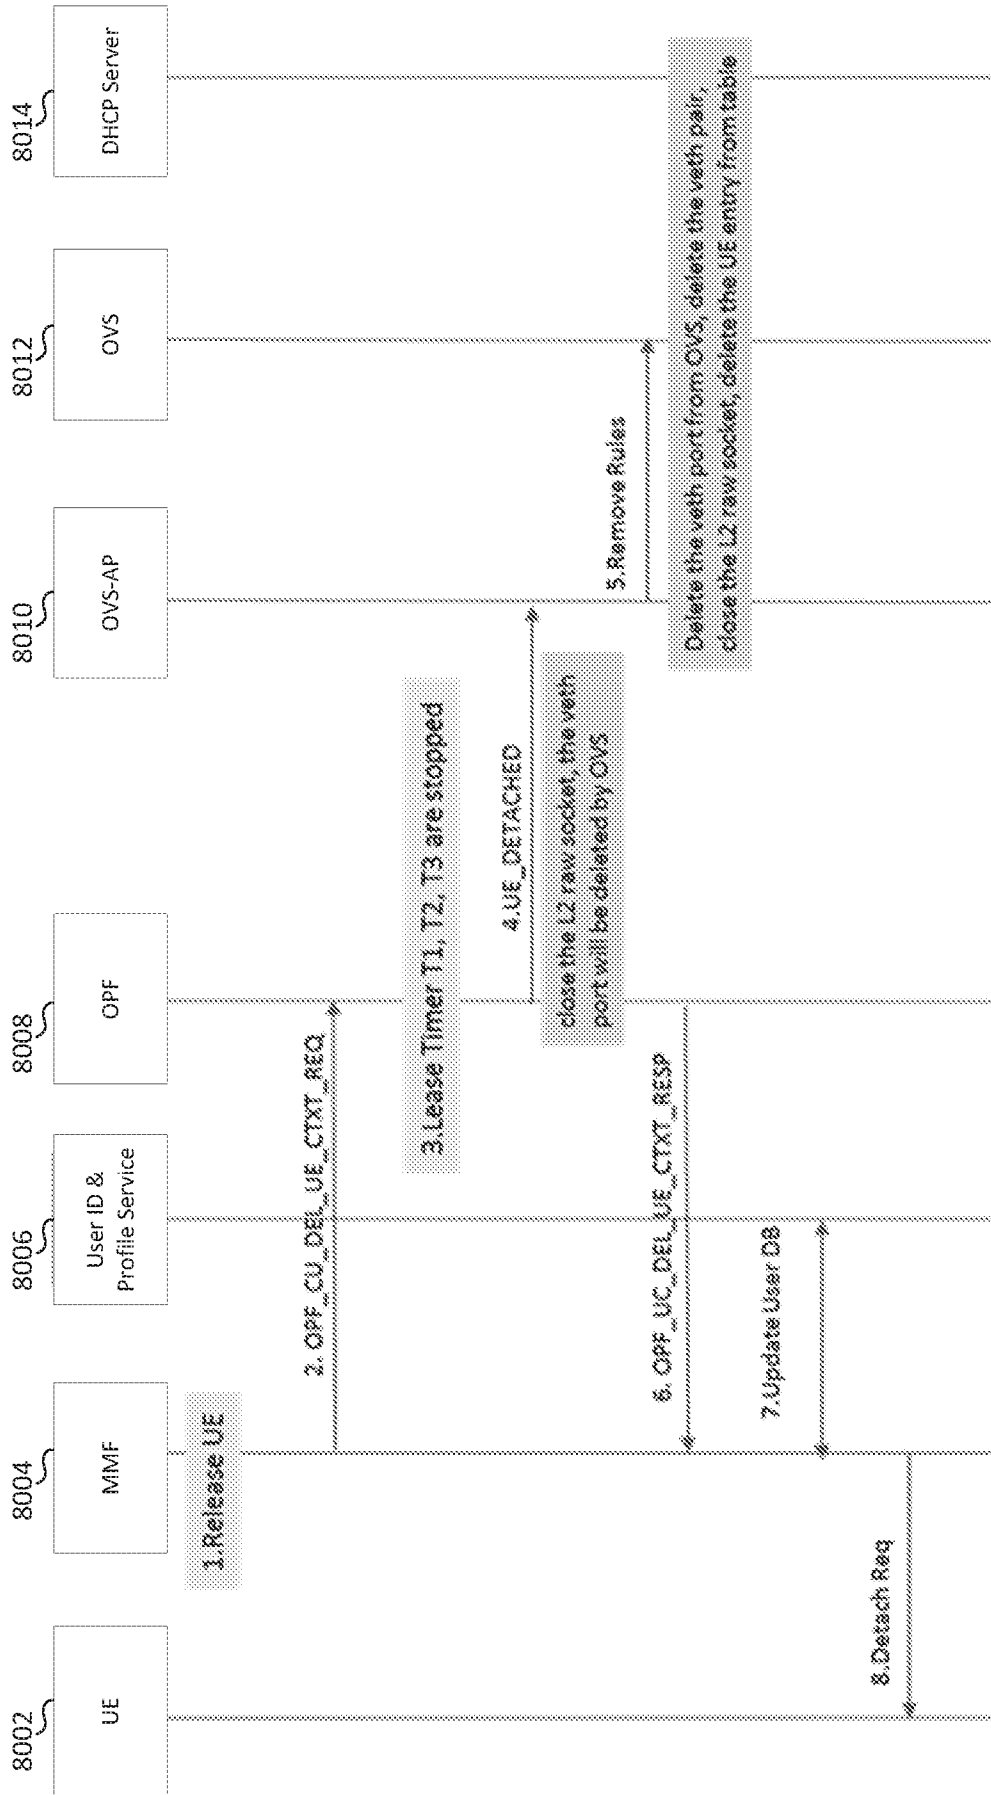 8002
UE
8004
MMF
8006
User ID &
Profile Service
8008
OPF
8010
OVS-AP
8012
OVS
8014
DHCP Server
1.Release UE
2. OPF_CU_DEL_UE_CTXT_REQ
3.Lease Timer T1, T2, T3 are stopped
4.UE_DETACHED
close the L2 raw socket, the veth
port will be deleted by OVS
5.Remove Rules
Delete the veth port from OVS, delete the veth pair,
close the L2 raw socket, delete the UE entry from table
6. OPF_UC_DEL_UE_CTXT_RESP
7.Update User DB
8.Detach Req